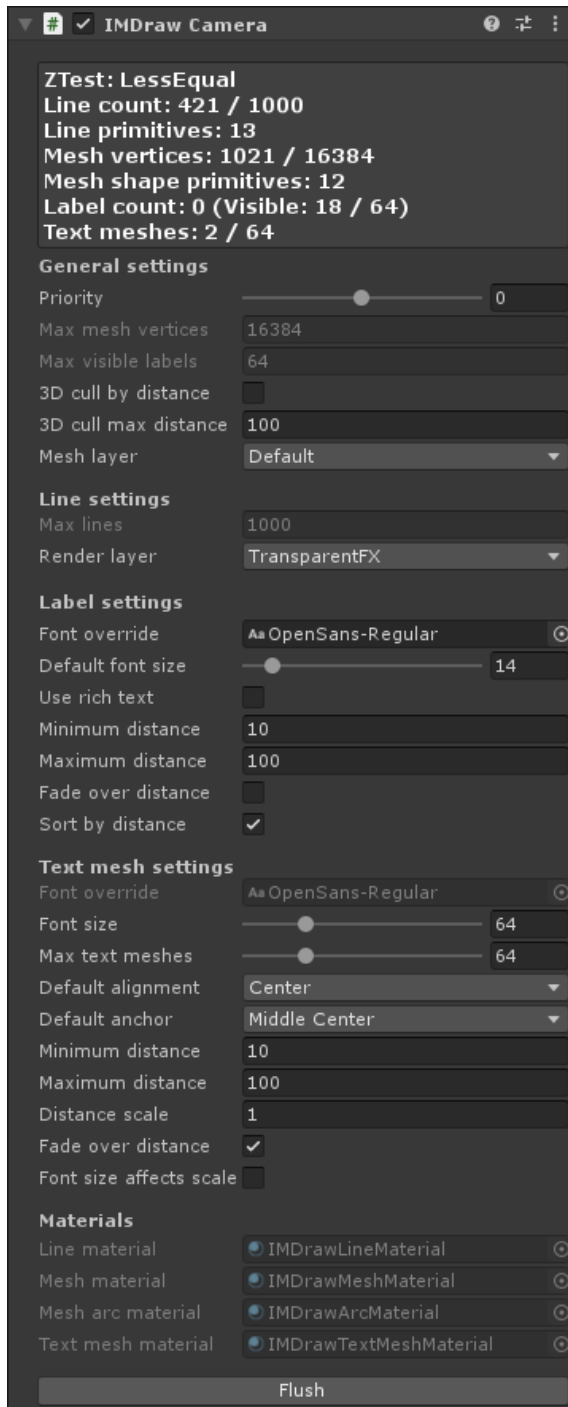 # IMDraw Camera
ZTest: LessEqual
Line count: 421 / 1000
Line primitives: 13
Mesh vertices: 1021 / 16384
Mesh shape primitives: 12
Label count: 0 (Visible: 18 / 64)
Text meshes: 2 / 64
General settings
Priority 0
Max mesh vertices 16384
Max visible labels 64
3D cull by distance
3D cull max distance 100
Mesh layer Default
Line settings
Max lines 1000
Render layer TransparentFX
Label settings
Font override Aa OpenSans-Regular
Default font size 14
Use rich text
Minimum distance 10
Maximum distance 100
Fade over distance
Sort by distance
Text mesh settings
Font override Aa OpenSans-Regular
Font size 64
Max text meshes 64
Default alignment Center
Default anchor Middle Center
Minimum distance 10
Maximum distance 100
Distance scale 1
Fade over distance
Font size affects scale
Materials
Line material IMDrawLineMaterial
Mesh material IMDrawMeshMaterial
Mesh arc material IMDrawArcMaterial
Text mesh material IMDrawTextMeshMaterial
Flush